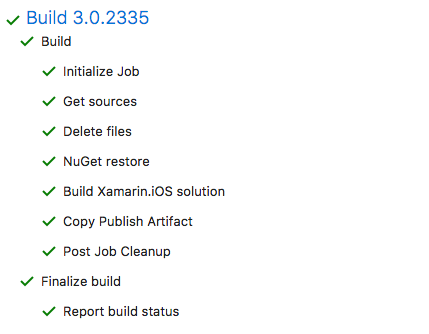 Build 3.0.2335
Build
Initialize Job
Get sources
Delete files
NuGet restore
Build Xamarin.iOS solution
Copy Publish Artifact
Post Job Cleanup
Finalize build
Report build status